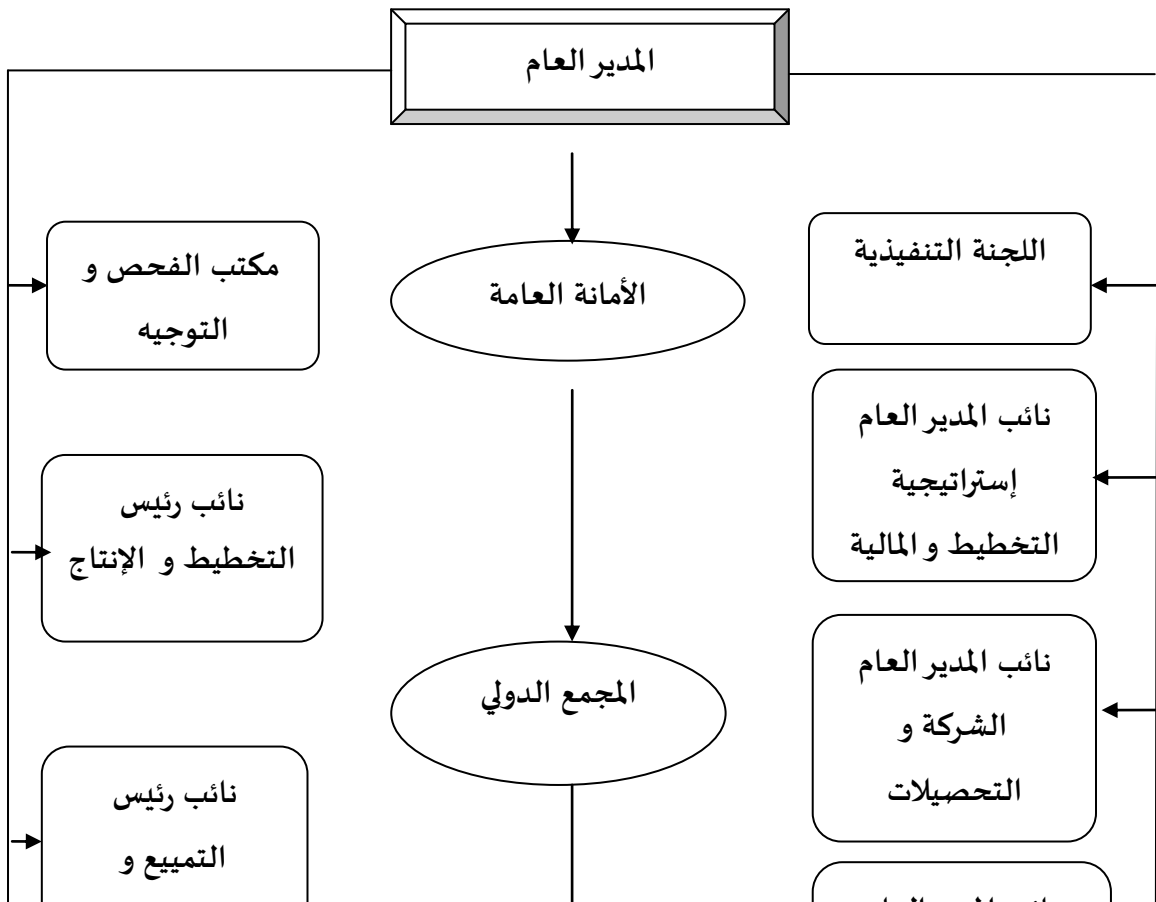 المدير العام
اللجنة التنفيذية
الأمانة العامة
مكتب الفحص و
التوجيه
نائب المدير العام
إستراتيجية
التخطيط و المالية
نائب رئيس
التخطيط و الإنتاج
نائب المدير العام
الشركة و
التحصيلات
المجمع الدولي
نائب رئيس
التمييع و